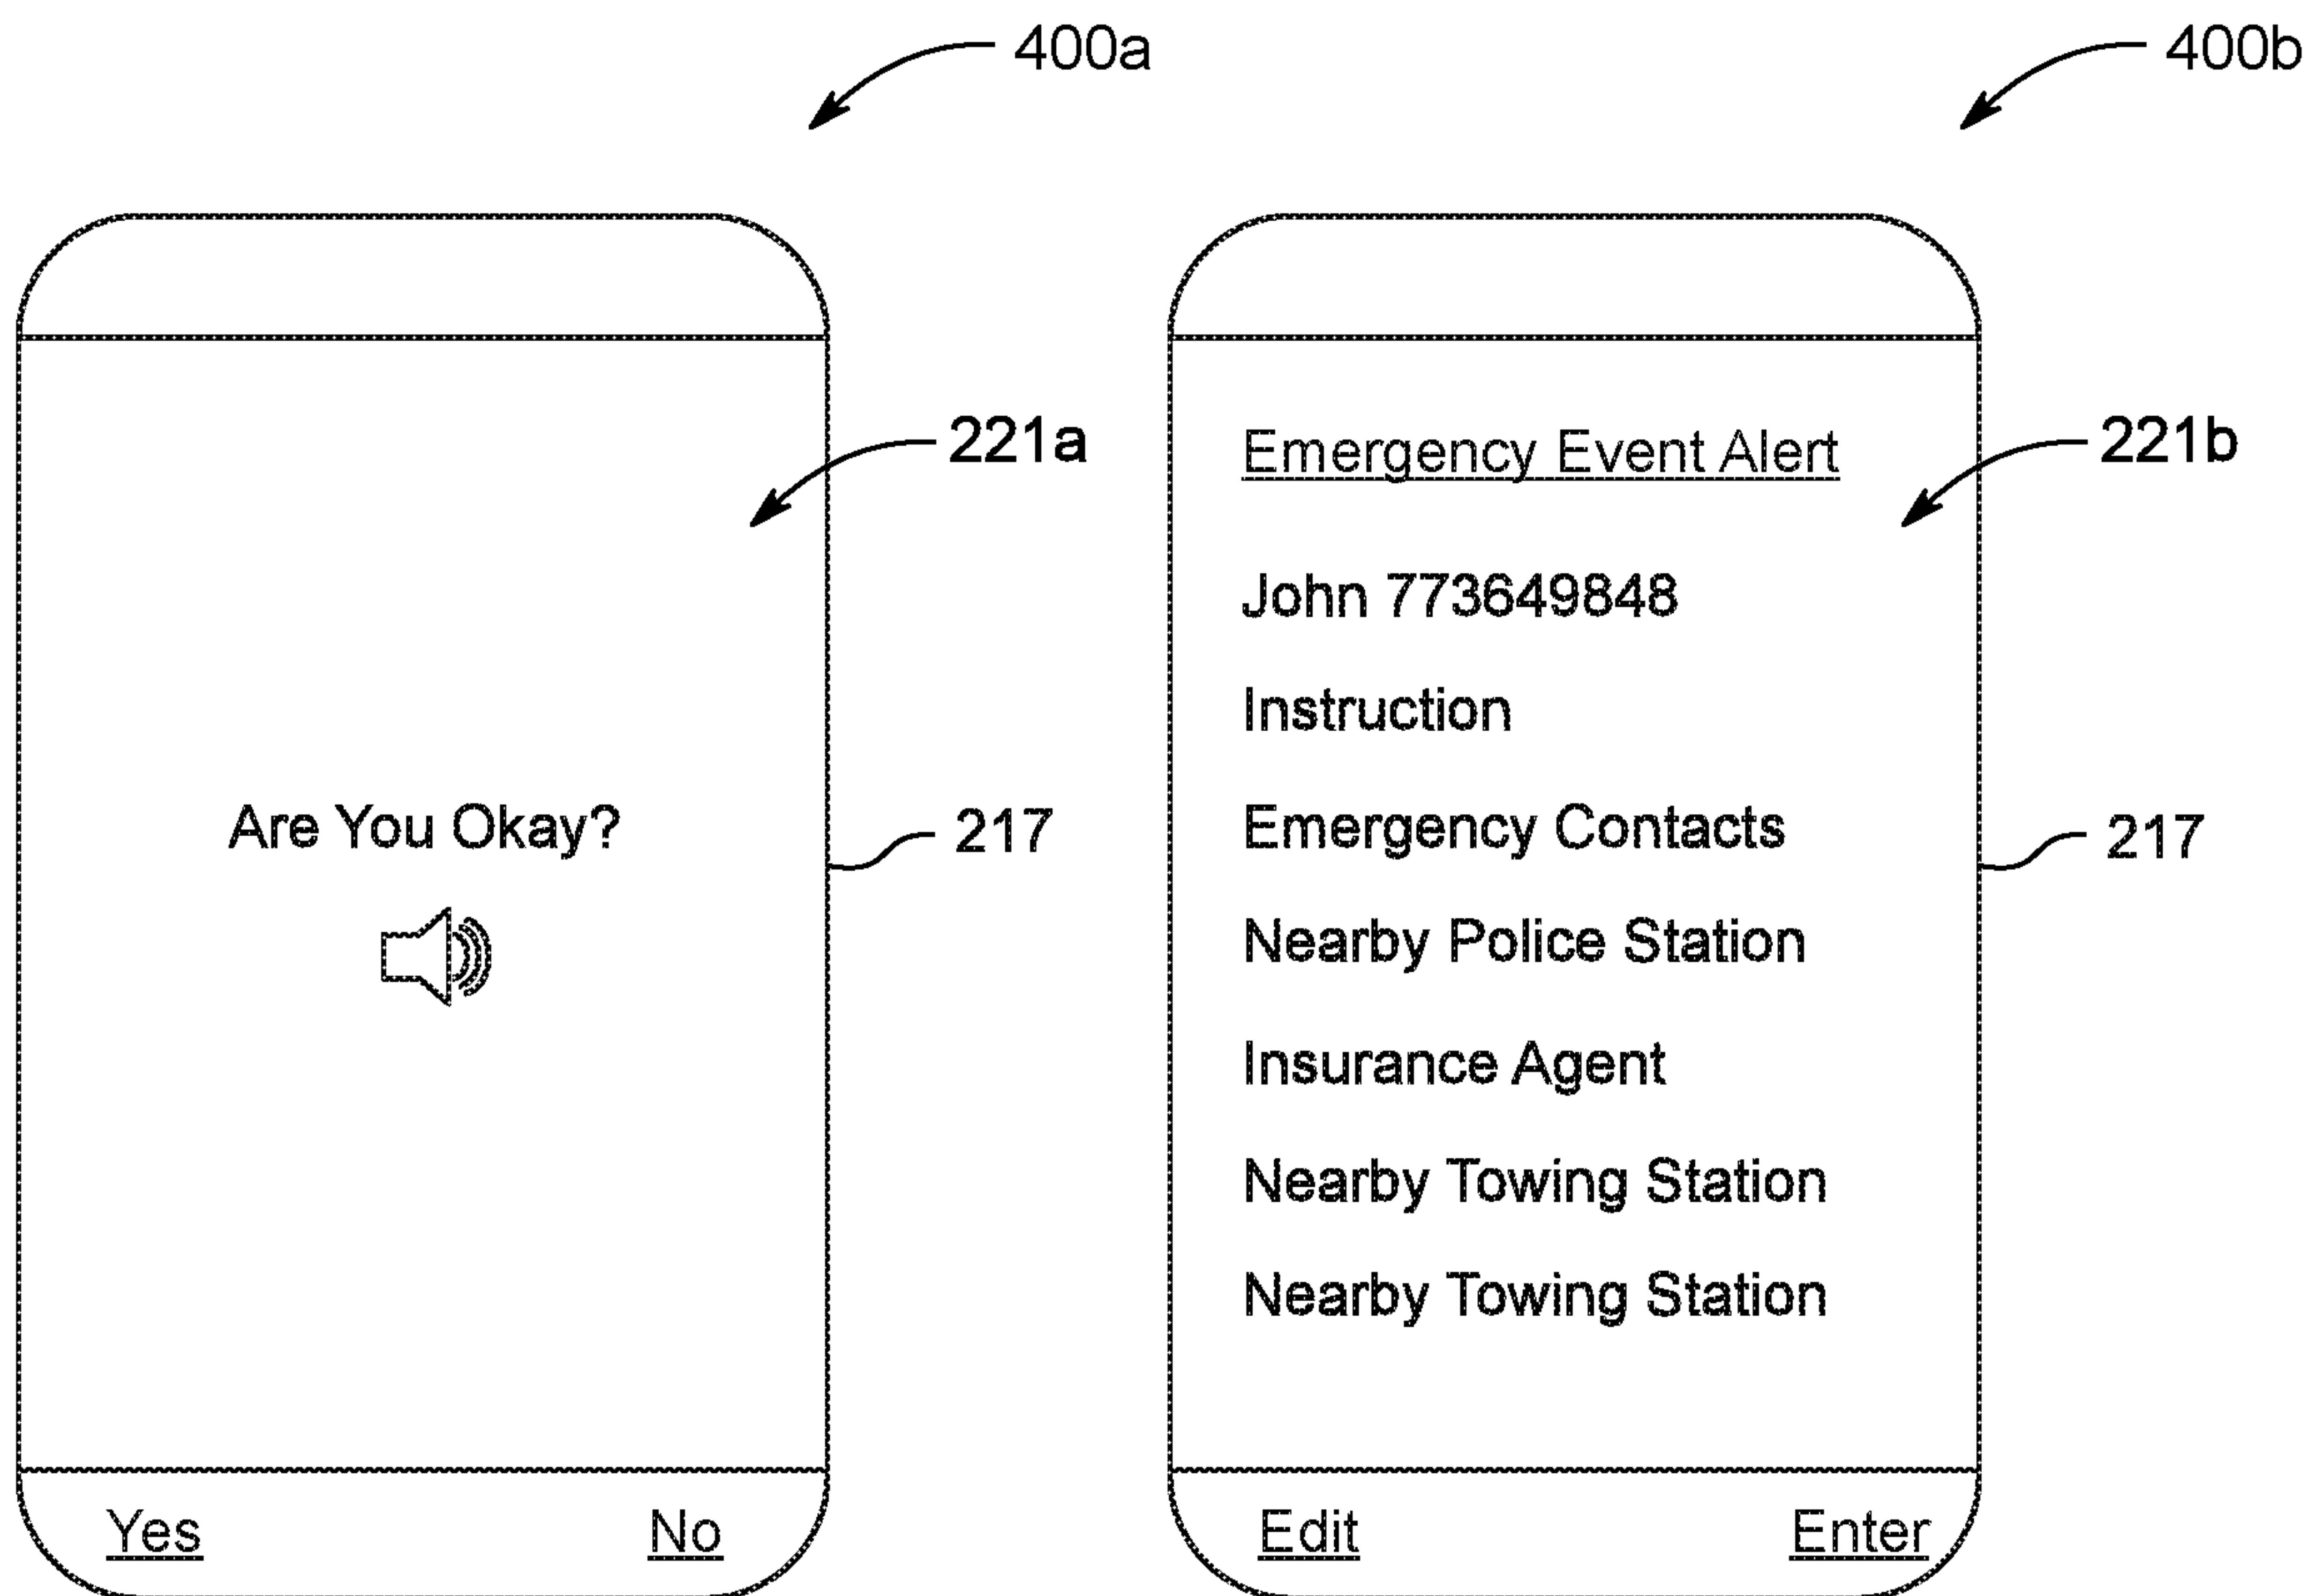 400a
221a
Are You Okay?
217
Yes
No
400b
Emergency Event Alert
221b
John 773649848
Instruction
Emergency Contacts
217
Nearby Police Station
Insurance Agent
Nearby Towing Station
Nearby Towing Station
Edit
Enter